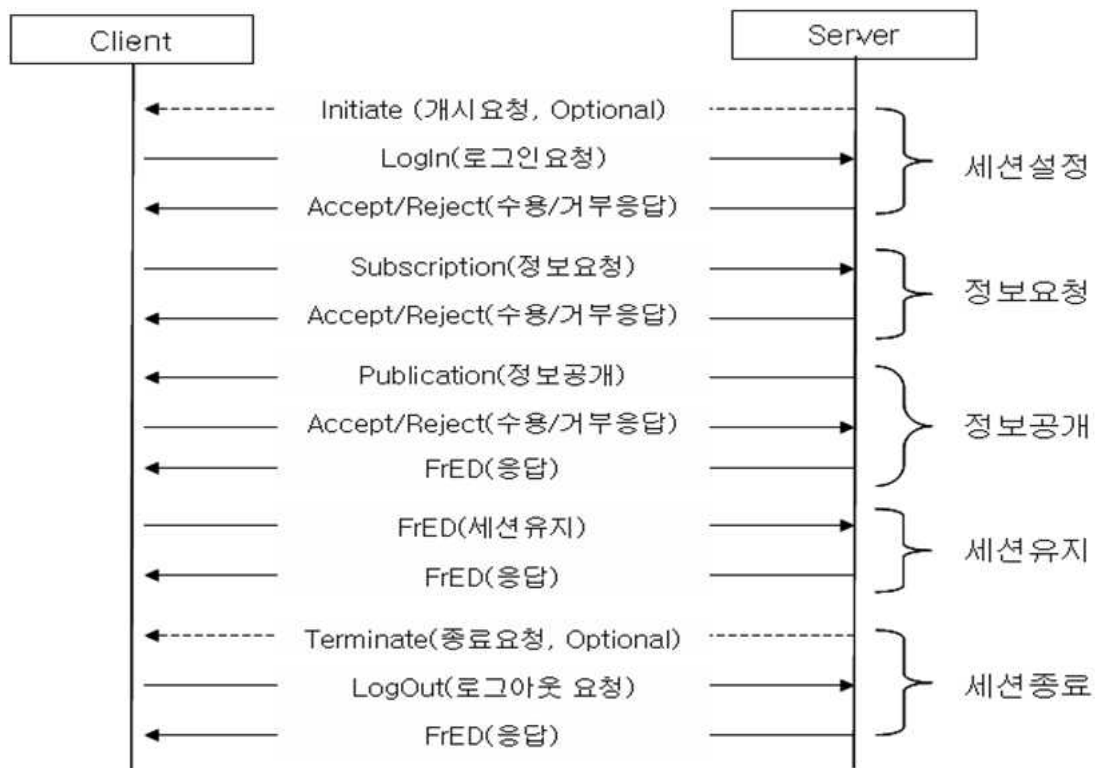 Client
Server
Initiate (개시요청, Optional)
LogIn(로그인요청)
세션설정
Accept/Reject(수용/거부응답)
Subscription(정보요청)
정보요청
Accept/Reject(수용/거부응답)
Publication(정보공개)
Accept/Reject(수용/거부응답)
정보공개
FrED(응답)
FrED(세션유지)
세션유지
FrED(응답)
Terminate(종료요청, Optional)
LogOut(로그아웃 요청)
세션종료
FrED(응답)